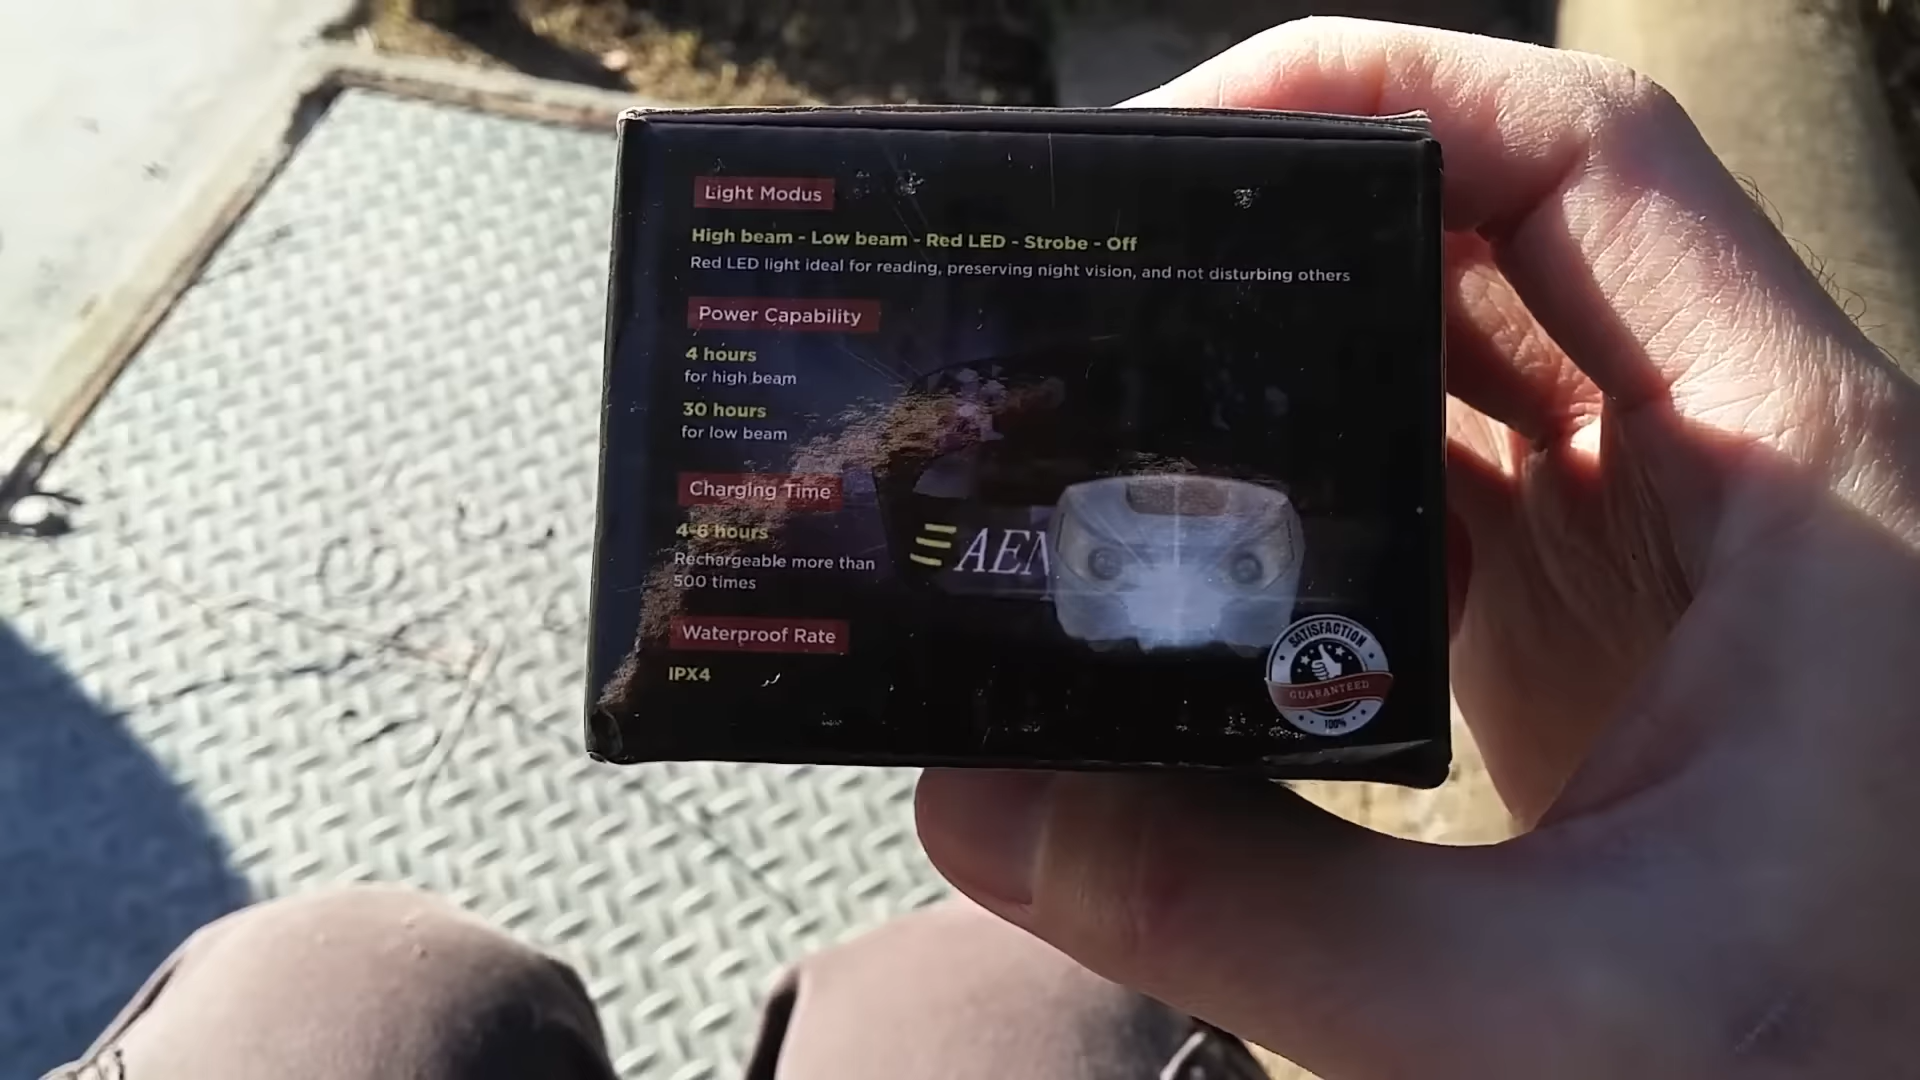 Light Modus
High beam - Low beam - Red LED - Strobe - Off
Red LED light ideal for reading, preserving night vision, and not disturbing others
Power Capability
4 hours
for high beam
30 hours
for low beam
Charging Time
4-6 hours
Rechargeable more than
500 times
AEN
Waterproof Rate
IPX4
SATISFACTION
GUARANTEED
100%